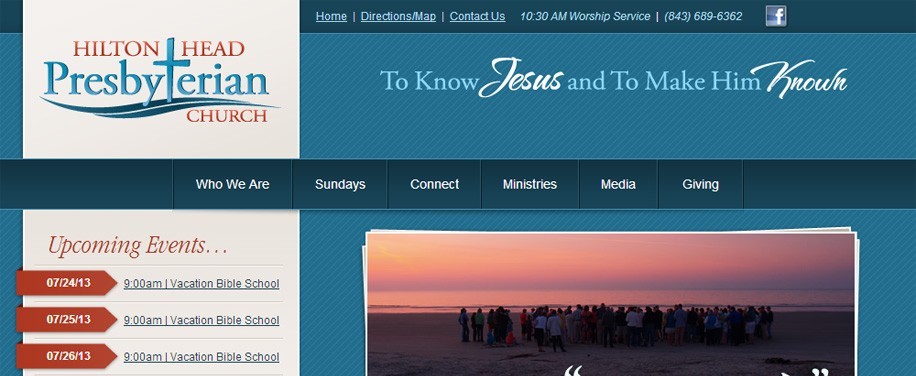 Home | Directions/Map | Contact Us 10:30 AM Worship Service | (843) 689-6362
HILTON HEAD
Presbyterian
CHURCH
To Know Jesus and To Make Him Known
Who We Are Sundays Connect Ministries Media Giving
Upcoming Events...
07/24/13 9:00am | Vacation Bible School
07/25/13 9:00am | Vacation Bible School
07/26/13 9:00am | Vacation Bible School